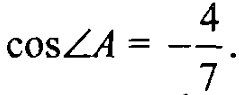 cos∠A = −4/7.